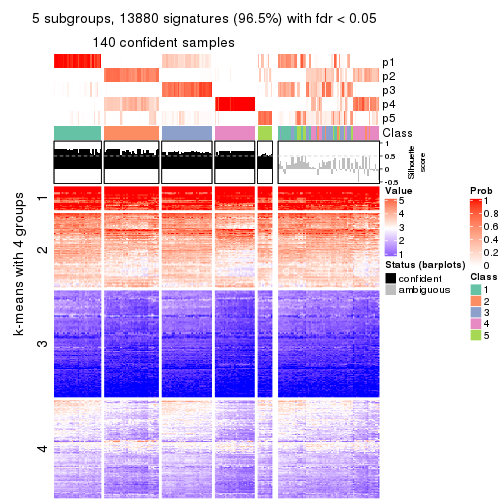 5 subgroups, 13880 signatures (96.5%) with fdr < 0.05
140 confident samples
p1
p2
p3
p4
p5
Class
1
0.5
0
-0.5
Silhouette
score
k-means with 4 groups
1
2
3
4
Value
5
4
3
2
1
Status (barplots)
confident
ambiguous
Prob
1
0.8
0.6
0.4
0.2
0
Class
1
2
3
4
5